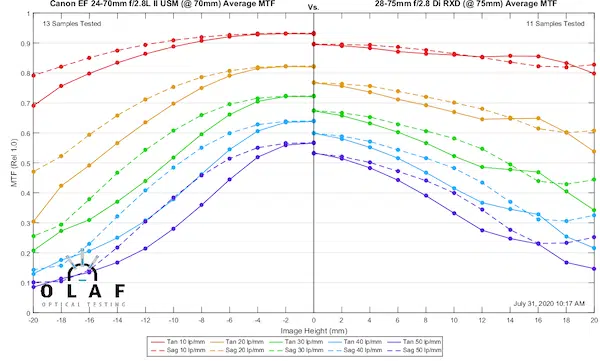 Canon EF 24-70mm f/2.8L II USM (@ 70mm) Average MTF
Vs.
28-75mm f/2.8 Di RXD (@ 75mm) Average MTF
13 Samples Tested
11 Samples Tested
1
0.9
0.8
0.7
0.6
0.5
0.4
0.3
0.2
0.1
0
MTF (Rel 1.0)
OLAF
OPTICAL TESTING
July 31, 2020 10:17 AM
-20 -18 -16 -14 -12 -10 -8 -6 -4 -2 0 2 4 6 8 10 12 14 16 18 20
Image Height (mm)
Tan 10 lp/mm Tan 20 lp/mm Tan 30 lp/mm Tan 40 lp/mm Tan 50 lp/mm
Sag 10 lp/mm Sag 20 lp/mm Sag 30 lp/mm Sag 40 lp/mm Sag 50 lp/mm